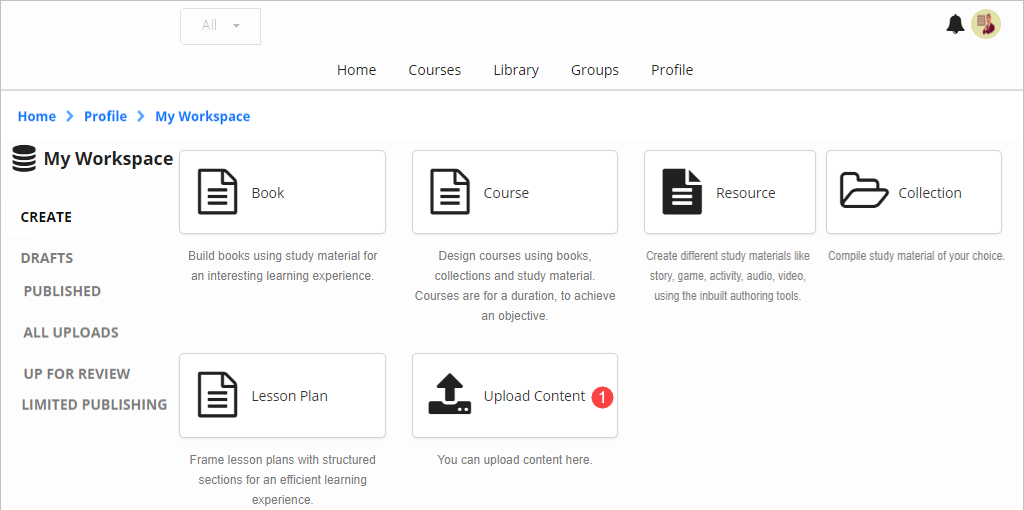 All
Home Courses Library Groups Profile
Home Profile My Workspace
My Workspace
CREATE
DRAFTS
PUBLISHED
ALL UPLOADS
UP FOR REVIEW
LIMITED PUBLISHING
Book
Build books using study material for
an interesting learning experience.
Course
Design courses using books,
collections and study material.
Courses are for a duration, to achieve
an objective.
Resource
Create different study materials like
story, game, activity, audio, video,
using the inbuilt authoring tools.
Collection
Compile study material of your choice.
Lesson Plan
Frame lesson plans with structured
sections for an efficient learning
experience.
Upload Content 1
You can upload content here.